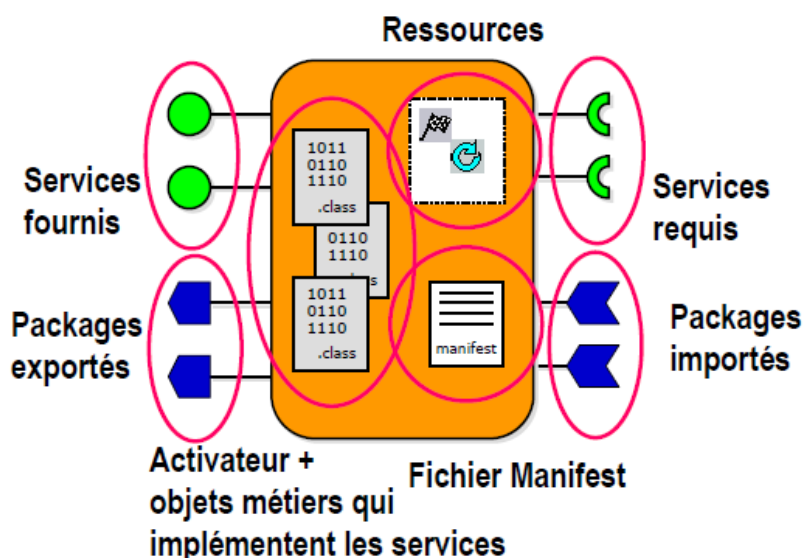 Ressources
1011
0110
1110
.class
0110
1110
1011
0110
1110
.class
manifest
Services
fournis
Services
requis
Packages
exportés
Packages
importés
Activateur +
objets métiers qui
implémentent les services
Fichier Manifest